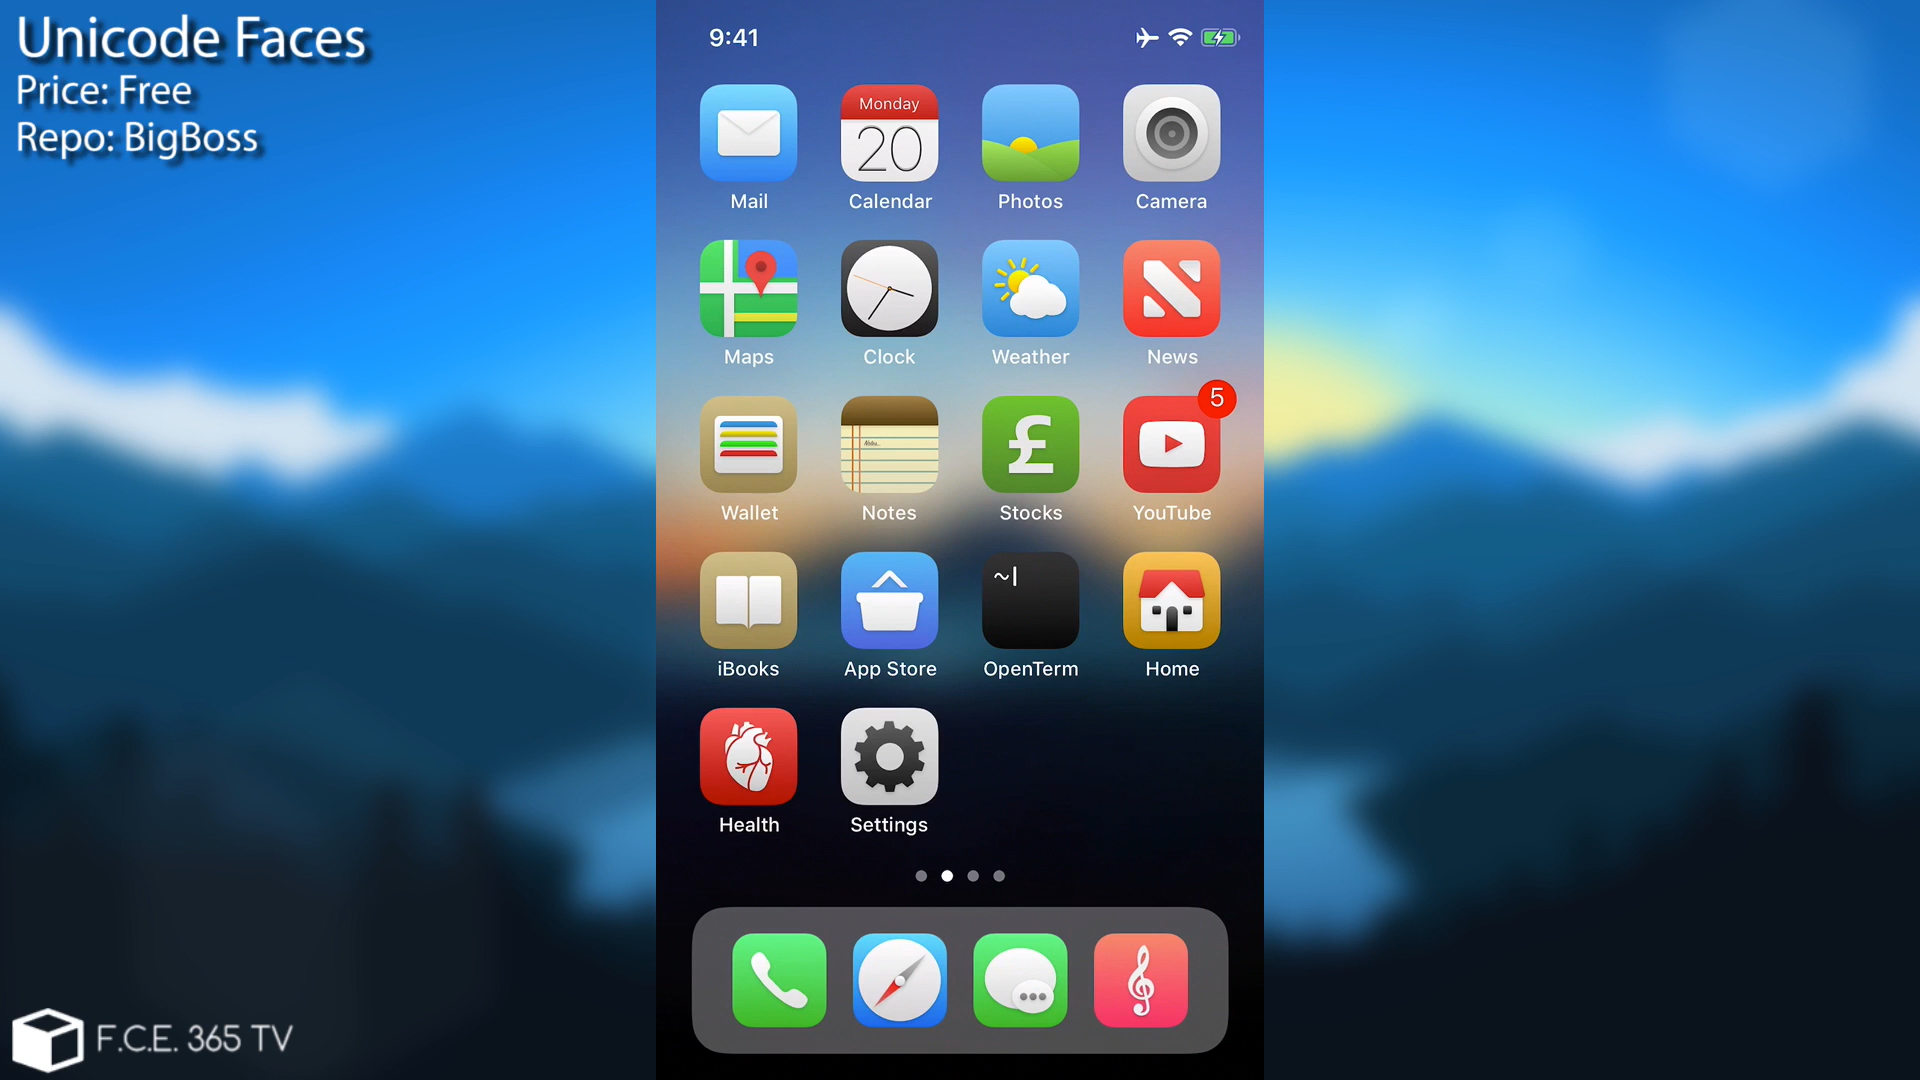 Unicode Faces
Price: Free
Repo: BigBoss
9:41
Monday
20
Mail
Calendar
Photos
Camera
Maps
Clock
Weather
News
5
£
Wallet
Notes
Stocks
YouTube
~|
iBooks
App Store
OpenTerm
Home
Health
Settings
F.C.E. 365 TV